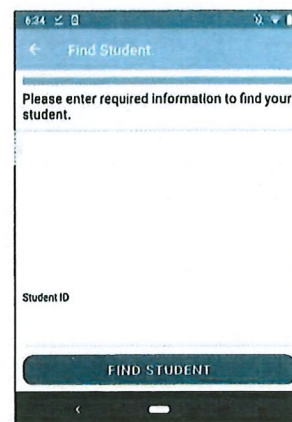 6:34
Find Student
Please enter required information to find your
student.
Student ID
FIND STUDENT